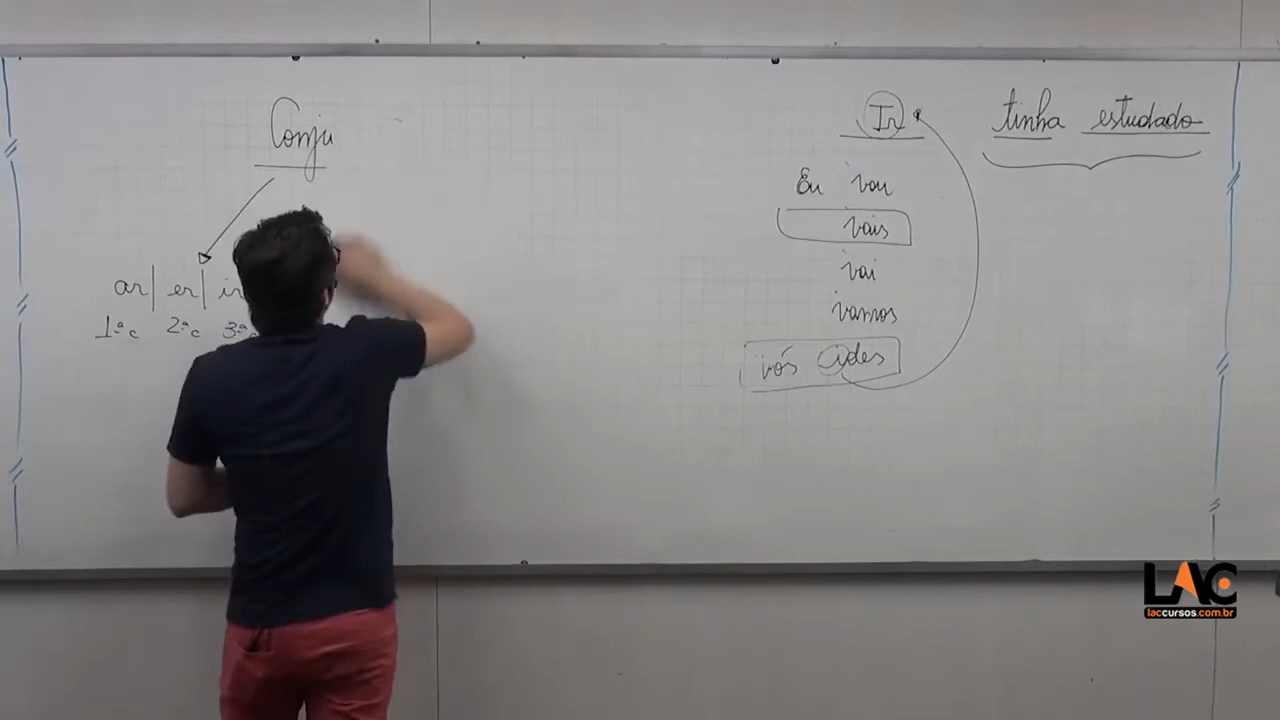 Conju
ar| er| ir
1ª c 2ª c 3ª c
Ir
tinha estudado
Eu vou
vais
vai
vamos
vós ides
LAC
laccursos.com.br